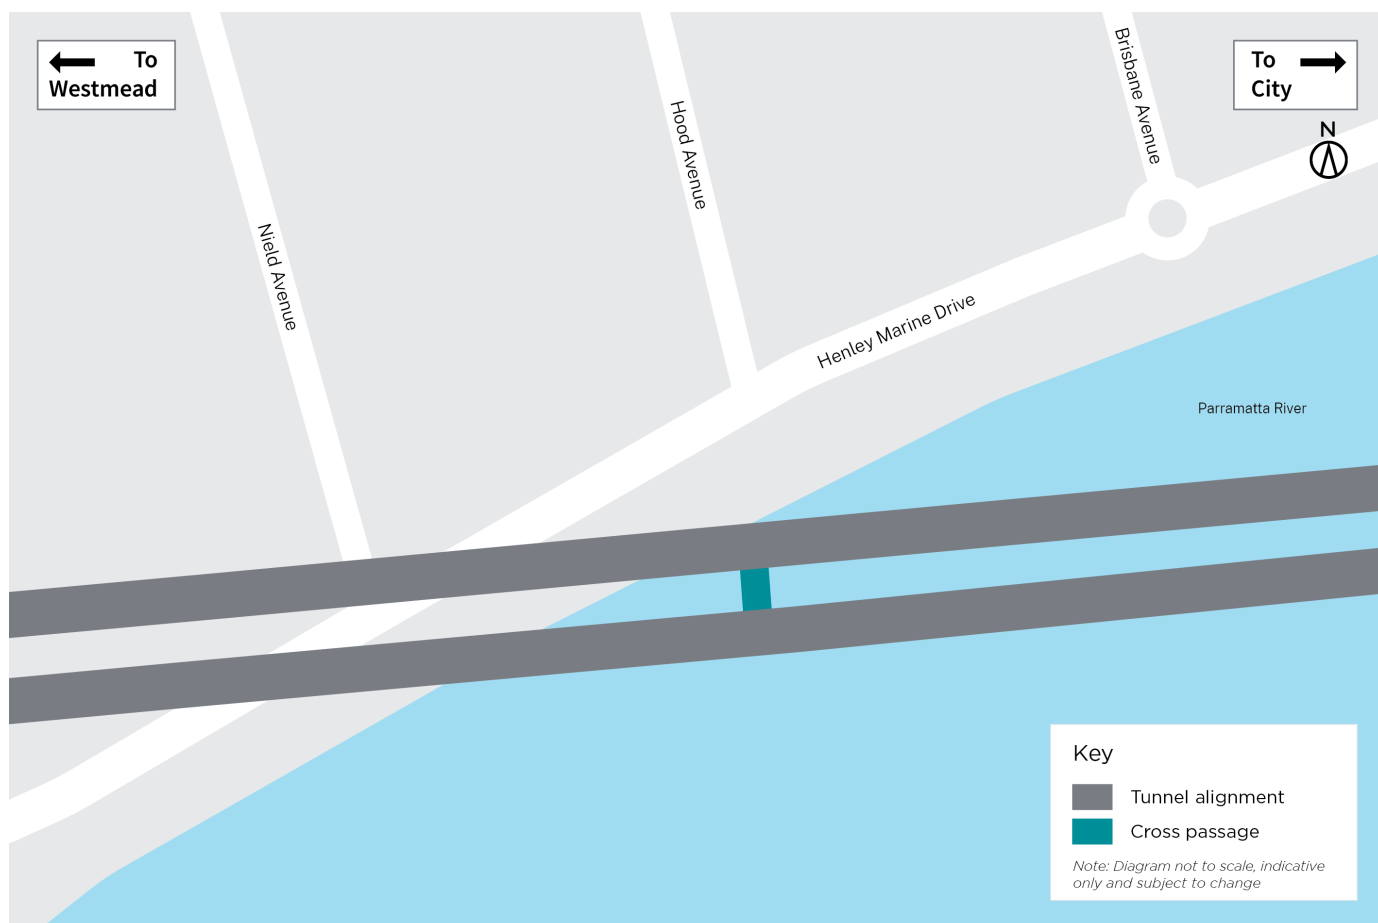 To
Westmead
To
City
N
Brisbane Avenue
Hood Avenue
Nield Avenue
Henley Marine Drive
Parramatta River
Key
Tunnel alignment
Cross passage
Note: Diagram not to scale, indicative
only and subject to change